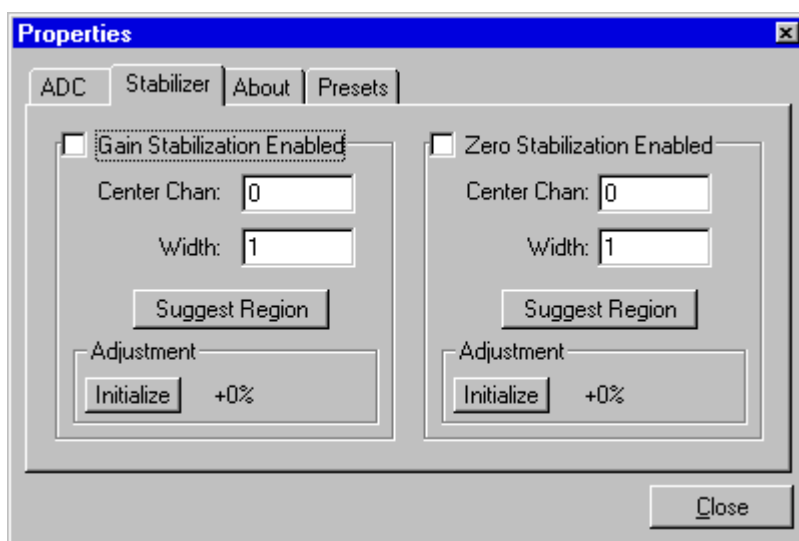 Properties
ADC Stabilizer About Presets
Gain Stabilization Enabled
Center Chan: 0
Width: 1
Suggest Region
Adjustment
Initialize +0%
Zero Stabilization Enabled
Center Chan: 0
Width: 1
Suggest Region
Adjustment
Initialize +0%
Close